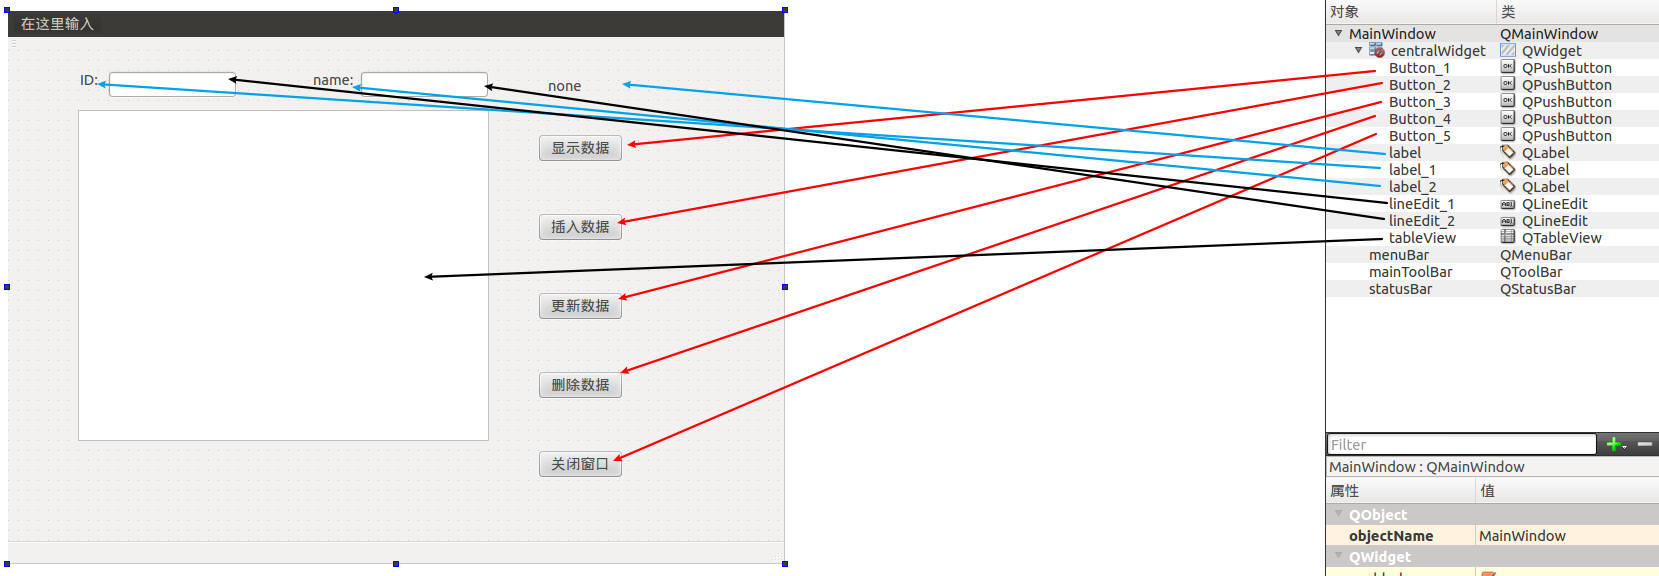 在这里输入
ID:
name:
none
显示数据
插入数据
更新数据
删除数据
关闭窗口
对象 类
MainWindow QMainWindow
centralWidget QWidget
Button_1 QPushButton
Button_2 QPushButton
Button_3 QPushButton
Button_4 QPushButton
Button_5 QPushButton
label QLabel
label_1 QLabel
label_2 QLabel
lineEdit_1 QLineEdit
lineEdit_2 QLineEdit
tableView QTableView
menuBar QMenuBar
mainToolBar QToolBar
statusBar QStatusBar
Filter
MainWindow : QMainWindow
属性 值
QObject
objectName MainWindow
QWidget